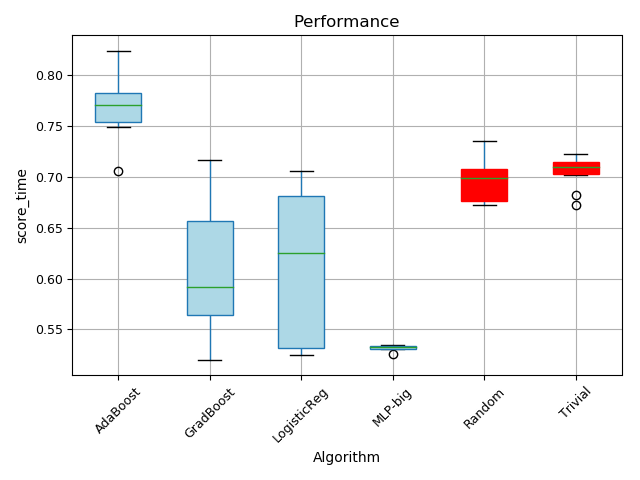 Performance
0.80
0.75
0.70
0.65
0.60
0.55
score_time
AdaBoost
GradBoost
LogisticReg
MLP-big
Random
Trivial
Algorithm